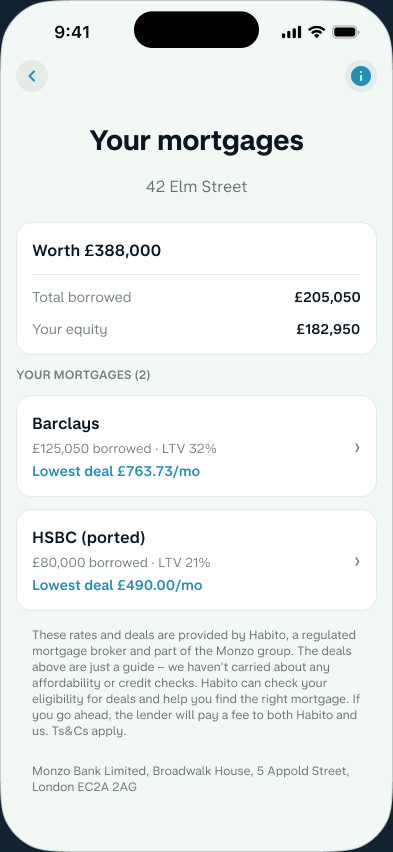 9:41
Your mortgages
42 Elm Street
Worth £388,000
Total borrowed £205,050
Your equity £182,950
YOUR MORTGAGES (2)
Barclays
£125,050 borrowed · LTV 32%
Lowest deal £763.73/mo
HSBC (ported)
£80,000 borrowed · LTV 21%
Lowest deal £490.00/mo
These rates and deals are provided by Habito, a regulated
mortgage broker and part of the Monzo group. The deals
above are just a guide – we haven't carried about any
affordability or credit checks. Habito can check your
eligibility for deals and help you find the right mortgage. If
you go ahead, the lender will pay a fee to both Habito and
us. Ts&Cs apply.
Monzo Bank Limited, Broadwalk House, 5 Appold Street,
London EC2A 2AG